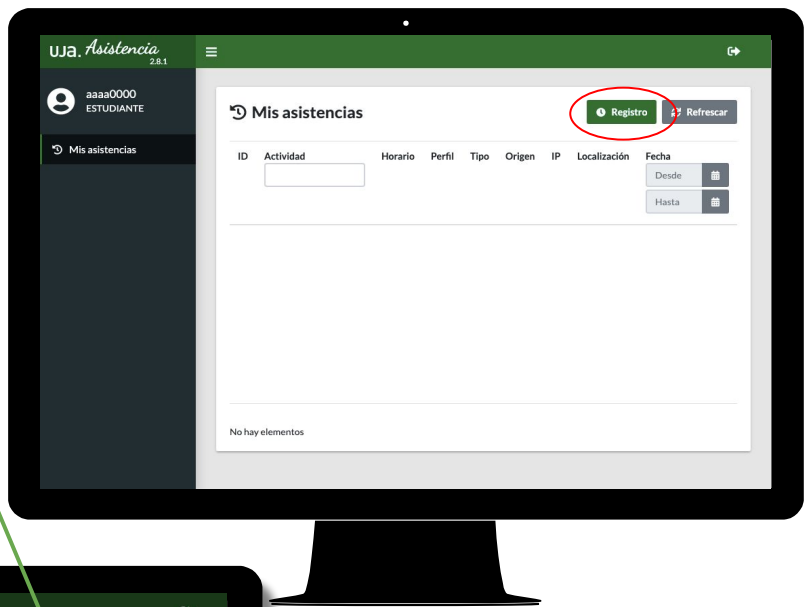 uja. Asistencia
2.8.1
aaaa0000
ESTUDIANTE
Mis asistencias
Mis asistencias
Registro
Refrescar
ID Actividad Horario Perfil Tipo Origen IP Localización Fecha
Desde
Hasta
No hay elementos